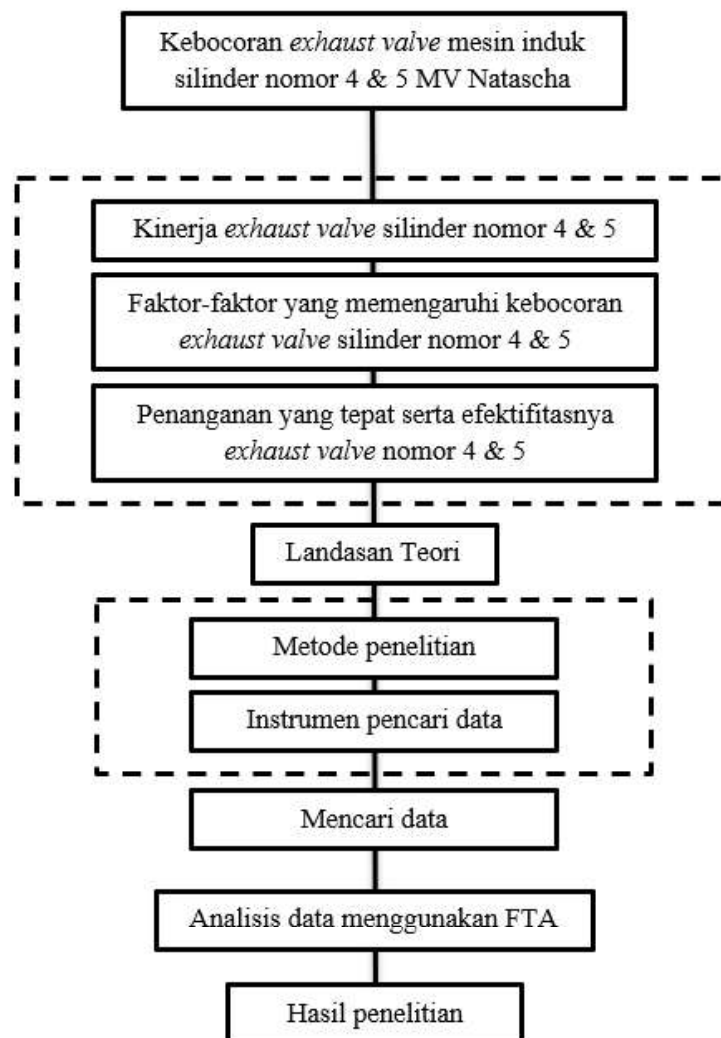 Kebocoran exhaust valve mesin induk
silinder nomor 4 & 5 MV Natascha
Kinerja exhaust valve silinder nomor 4 & 5
Faktor-faktor yang memengaruhi kebocoran
exhaust valve silinder nomor 4 & 5
Penanganan yang tepat serta efektifitasnya
exhaust valve nomor 4 & 5
Landasan Teori
Metode penelitian
Instrumen pencari data
Mencari data
Analisis data menggunakan FTA
Hasil penelitian